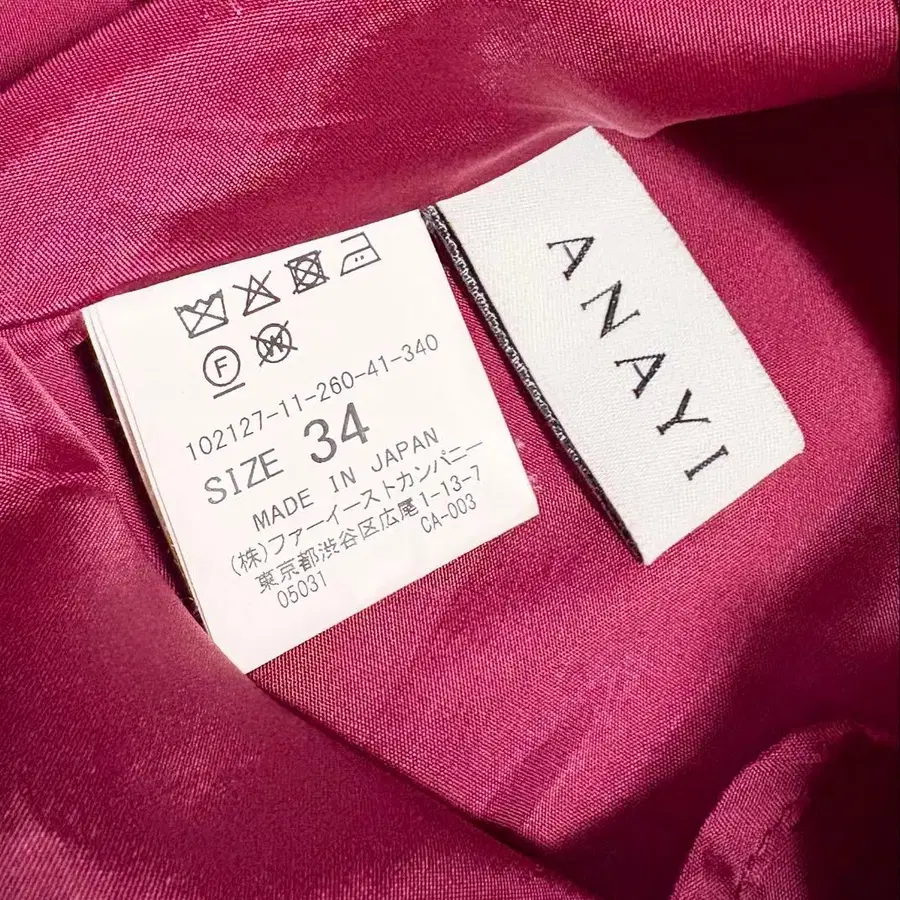 F
W
102127-11-260-41-340
SIZE 34
MADE IN JAPAN
(株)ファーイーストカンパニー
東京都渋谷区広尾1-13-7
05031 CA-003
ANAYI